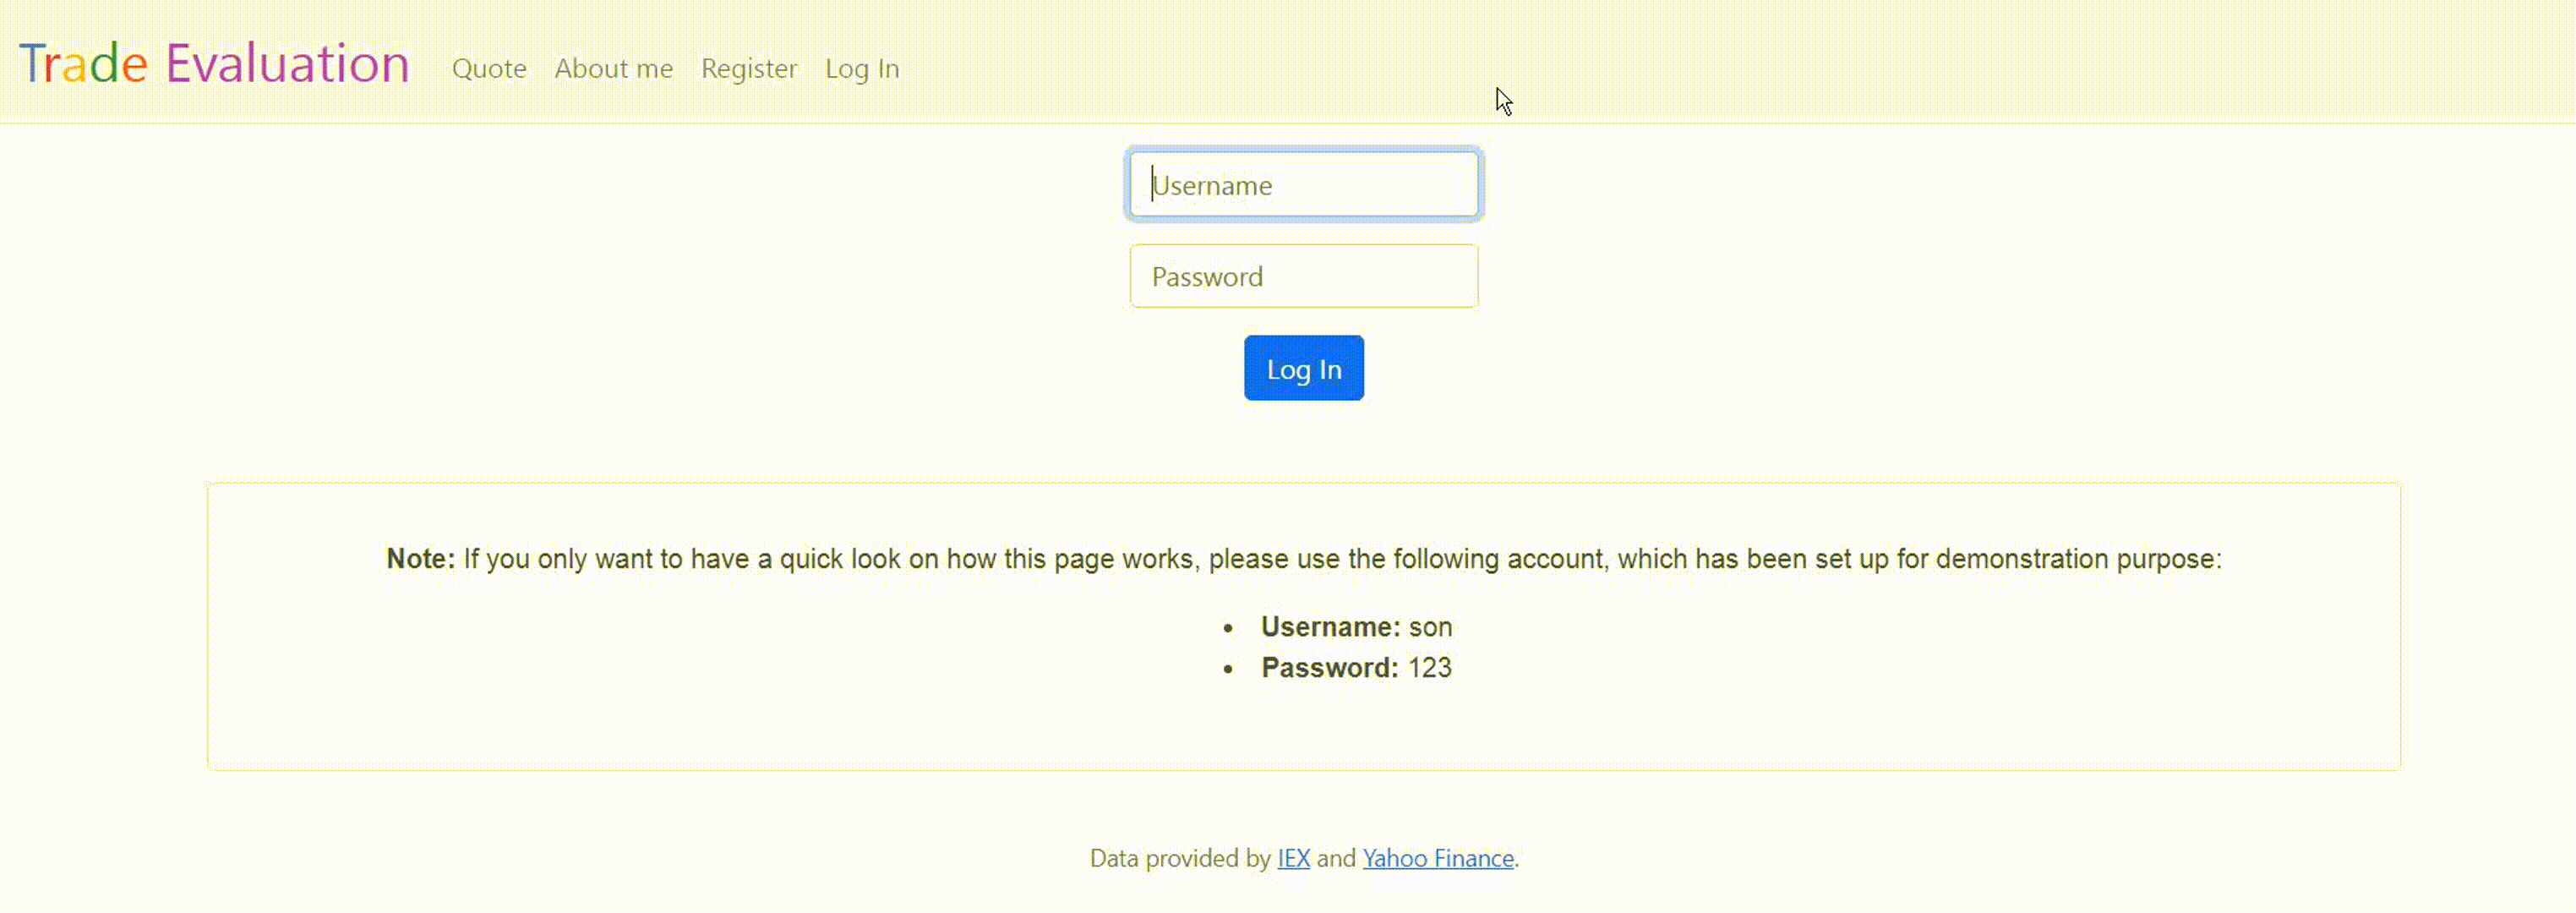 Trade Evaluation Quote About me Register Log In
Username
Password
Log In
Note: If you only want to have a quick look on how this page works, please use the following account, which has been set up for demonstration purpose:
• Username: son
• Password: 123
Data provided by IEX and Yahoo Finance.